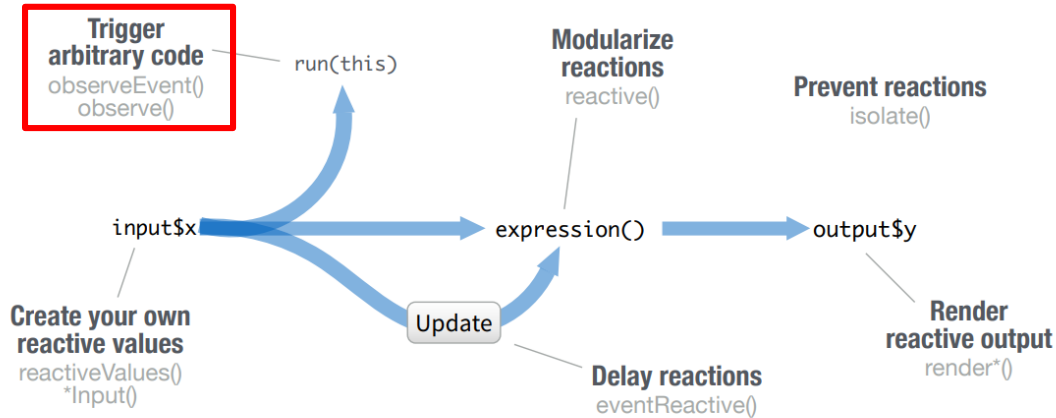 Trigger
arbitrary code
observeEvent()
observe()
run(this)
Modularize
reactions
reactive()
Prevent reactions
isolate()
input$x
expression()
output$y
Update
Create your own
reactive values
reactiveValues()
*Input()
Delay reactions
eventReactive()
Render
reactive output
render*()